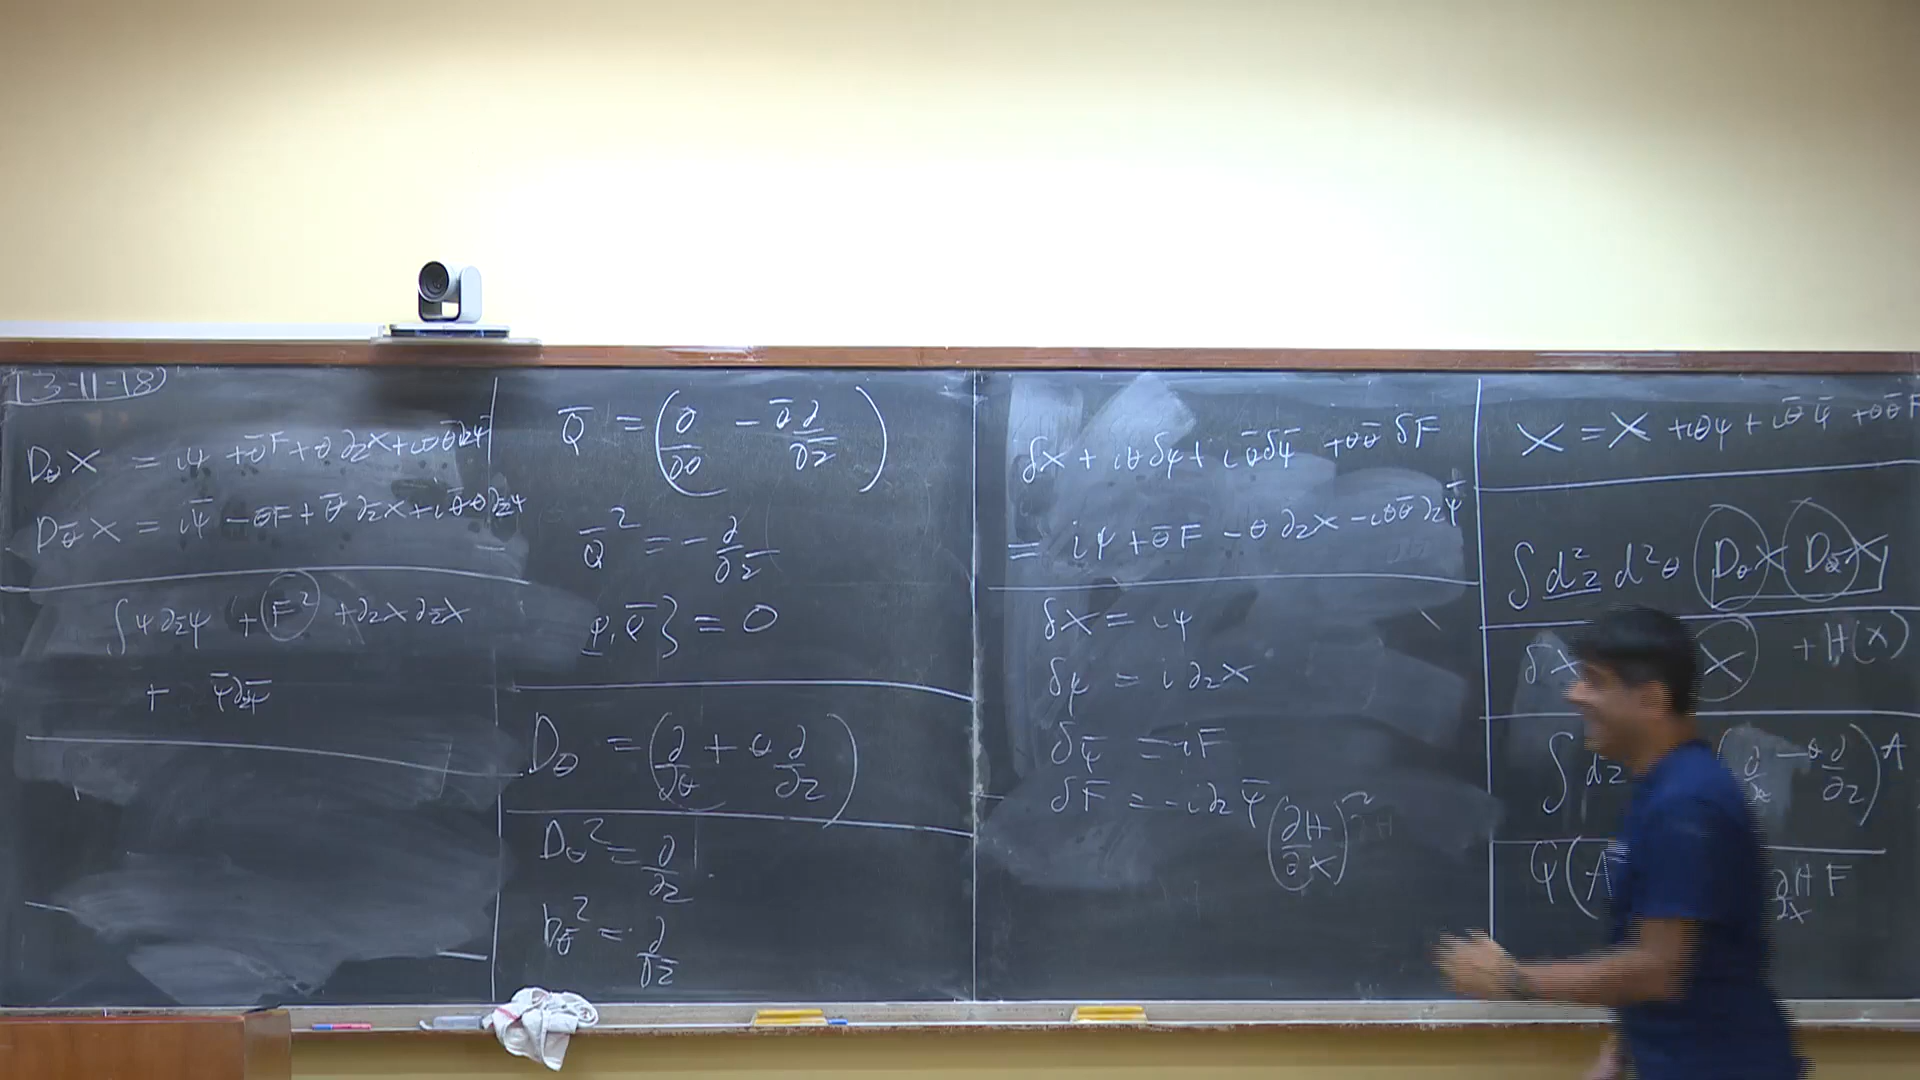 13-11-18
D_θ X = iψ + θ̄F + θ ∂_z X + iθθ̄ ∂_z ψ̄
D_θ̄ X = iψ̄ - θF + θ̄ ∂_z̄ X + iθ̄θ ∂_z̄ ψ
∫ ψ ∂_z̄ ψ + F² + ∂_z X ∂_z̄ X
+ ψ̄ ∂_z ψ̄
Q̄ = (∂/∂θ̄ - θ̄ ∂/∂z̄)
Q̄² = - ∂/∂z̄
Q, Q̄} = 0
D_θ = (∂/∂θ + θ ∂/∂z)
D_θ² = ∂/∂z
D_θ̄² = ∂/∂z̄
δX + iθδψ + iθ̄δψ̄ + θθ̄ δF
= iψ + θ̄F - θ ∂_z X - iθθ̄ ∂_z ψ̄
δX = iψ
δψ = i ∂_z X
δψ̄ = -iF
δF = -i∂_z ψ̄
(∂H/∂X)²
X = X + iθψ + iθ̄ψ̄ + θθ̄F
∫ d²z d²θ D_θ X D_θ̄ X
δX X + H(X)
∫ dz (∂/∂θ - θ ∂/∂z) A
∂H/∂X F